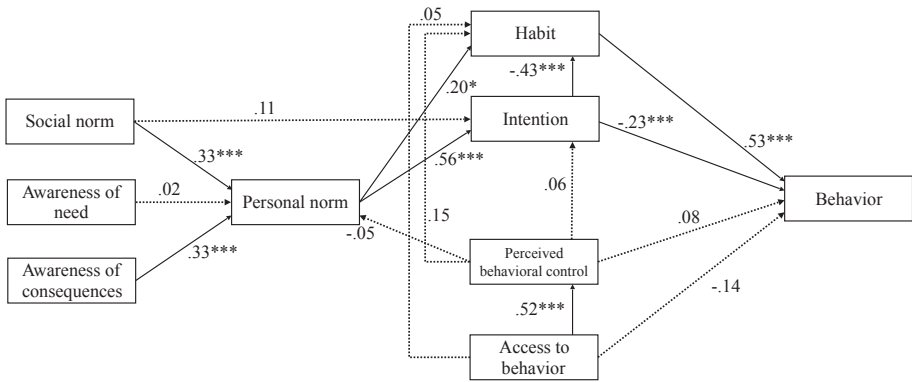 .05
Habit
-.43***
.20*
.11
Social norm
Intention
-.23***
.33***
.56***
.53***
Awareness of
need
.02
Personal norm
.06
Behavior
.15
-.05
.08
.33***
Awareness of
consequences
Perceived
behavioral control
-.14
.52***
Access to
behavior